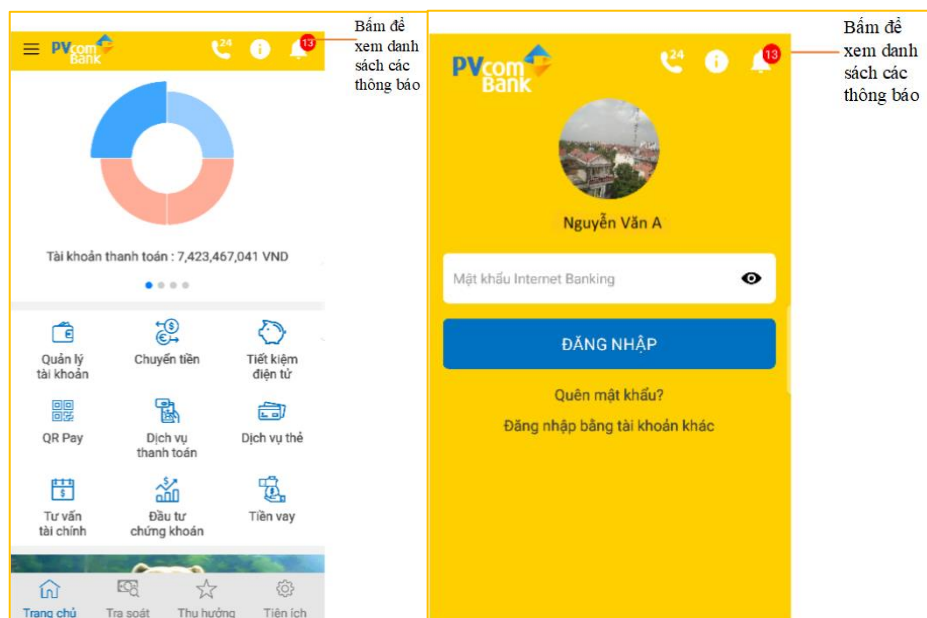 PVcom
Bank
24
13
Bấm để
xem danh
sách các
thông báo
Tài khoản thanh toán : 7,423,467,041 VND
Quản lý
tài khoản
Chuyển tiền
Tiết kiệm
điện tử
QR Pay
Dịch vụ
thanh toán
Dịch vụ thẻ
Tư vấn
tài chính
Đầu tư
chứng khoán
Tiền vay
Trang chủ
Tra soát
Thụ hưởng
Tiện ích
PVcom
Bank
24
13
Bấm để
xem danh
sách các
thông báo
Nguyễn Văn A
Mật khẩu Internet Banking
ĐĂNG NHẬP
Quên mật khẩu?
Đăng nhập bằng tài khoản khác